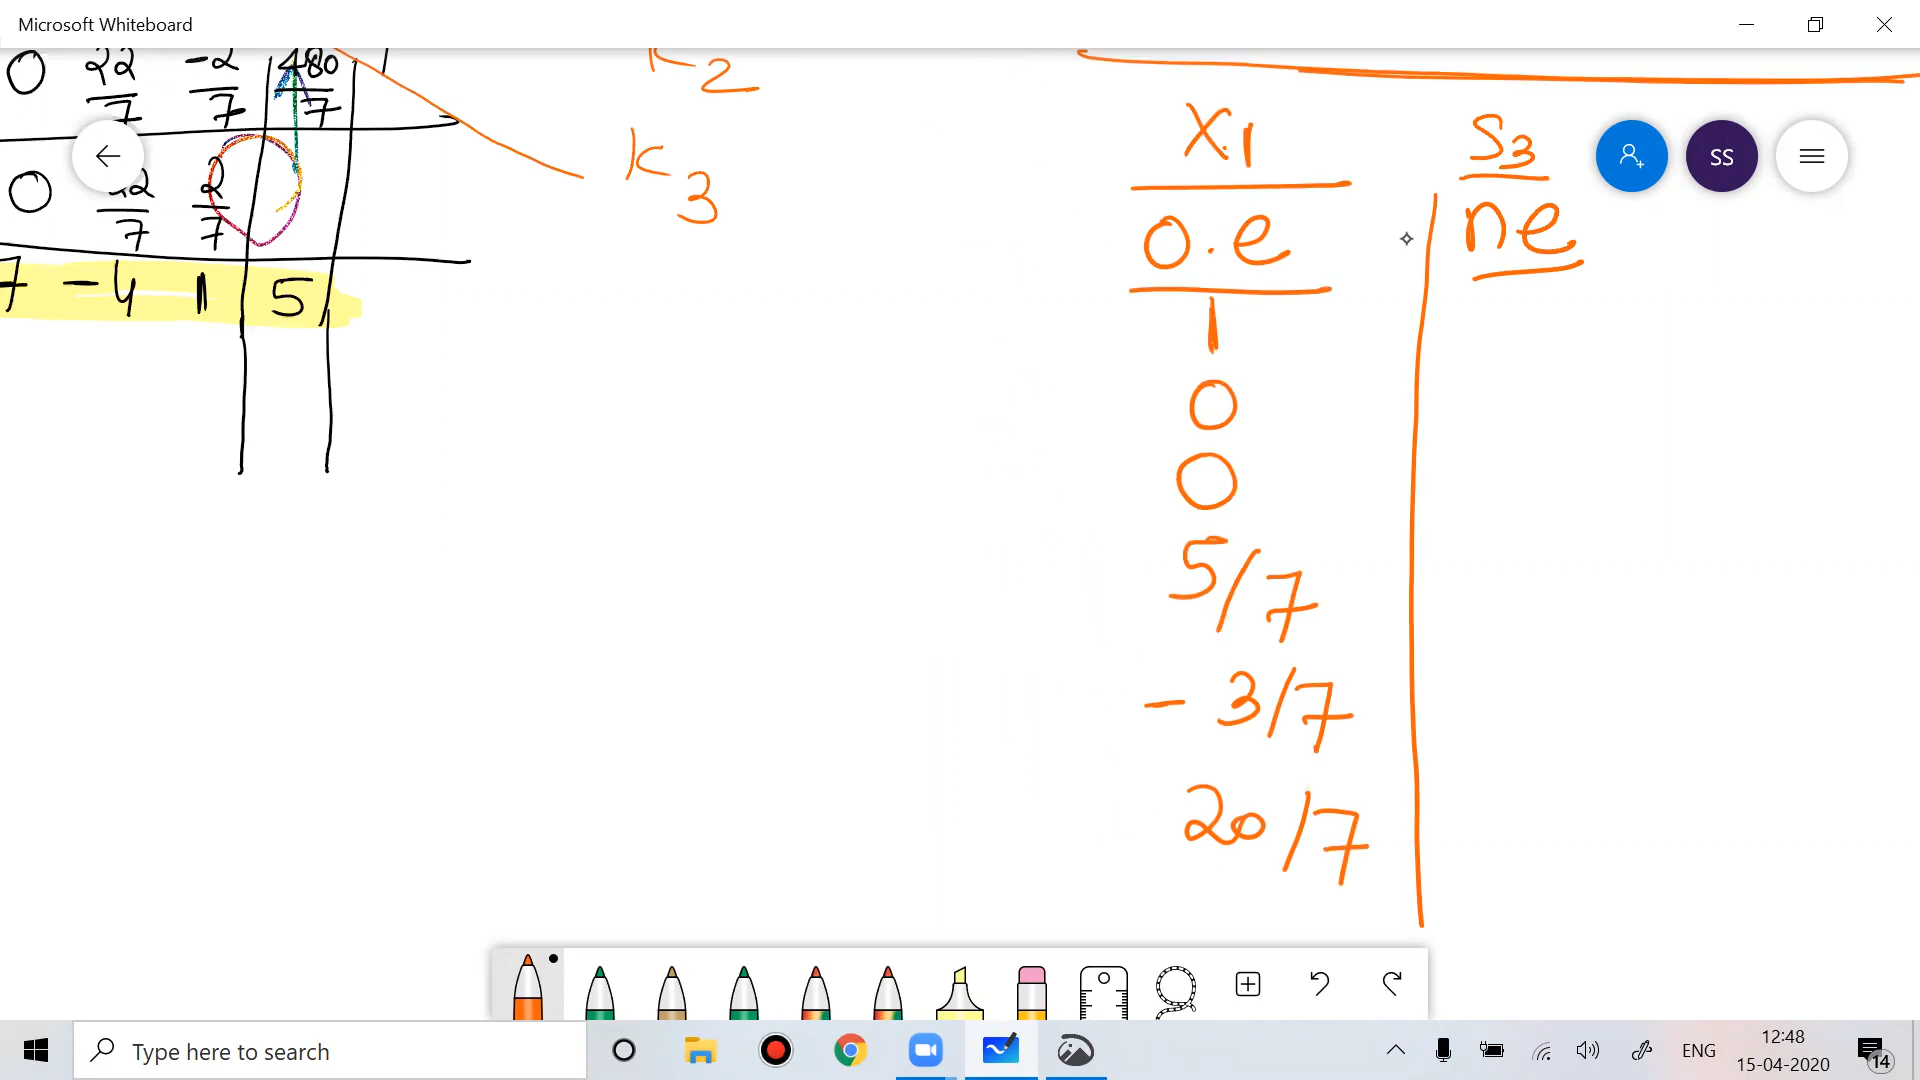 Microsoft Whiteboard
0 22/7 -2/7 480/7
K2
K3
0 2/7
7 -4 1 5
X1 S3
o.e ne
1
0
0
5/7
- 3/7
20/7
SS
Type here to search
ENG
12:48
15-04-2020
14